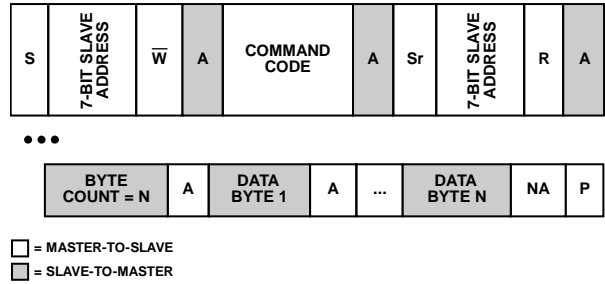 S
7-BIT SLAVE
ADDRESS
W̅
A
COMMAND
CODE
A
Sr
7-BIT SLAVE
ADDRESS
R
A
•••
BYTE
COUNT = N
A
DATA
BYTE 1
A
...
DATA
BYTE N
NA
P
= MASTER-TO-SLAVE
= SLAVE-TO-MASTER